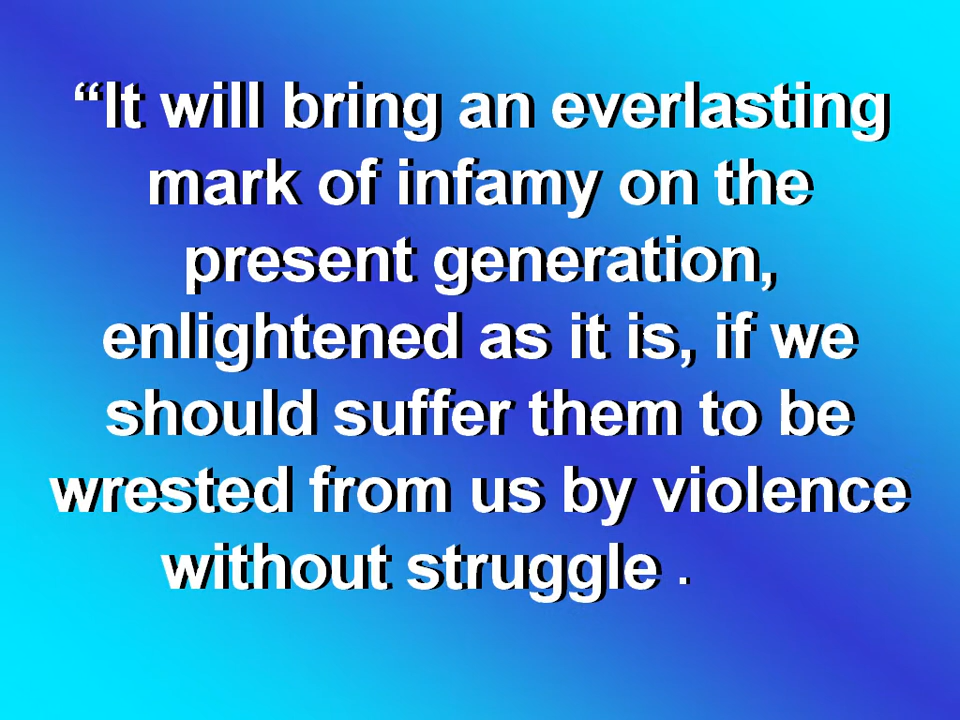 “It will bring an everlasting
mark of infamy on the
present generation,
enlightened as it is, if we
should suffer them to be
wrested from us by violence
without struggle .